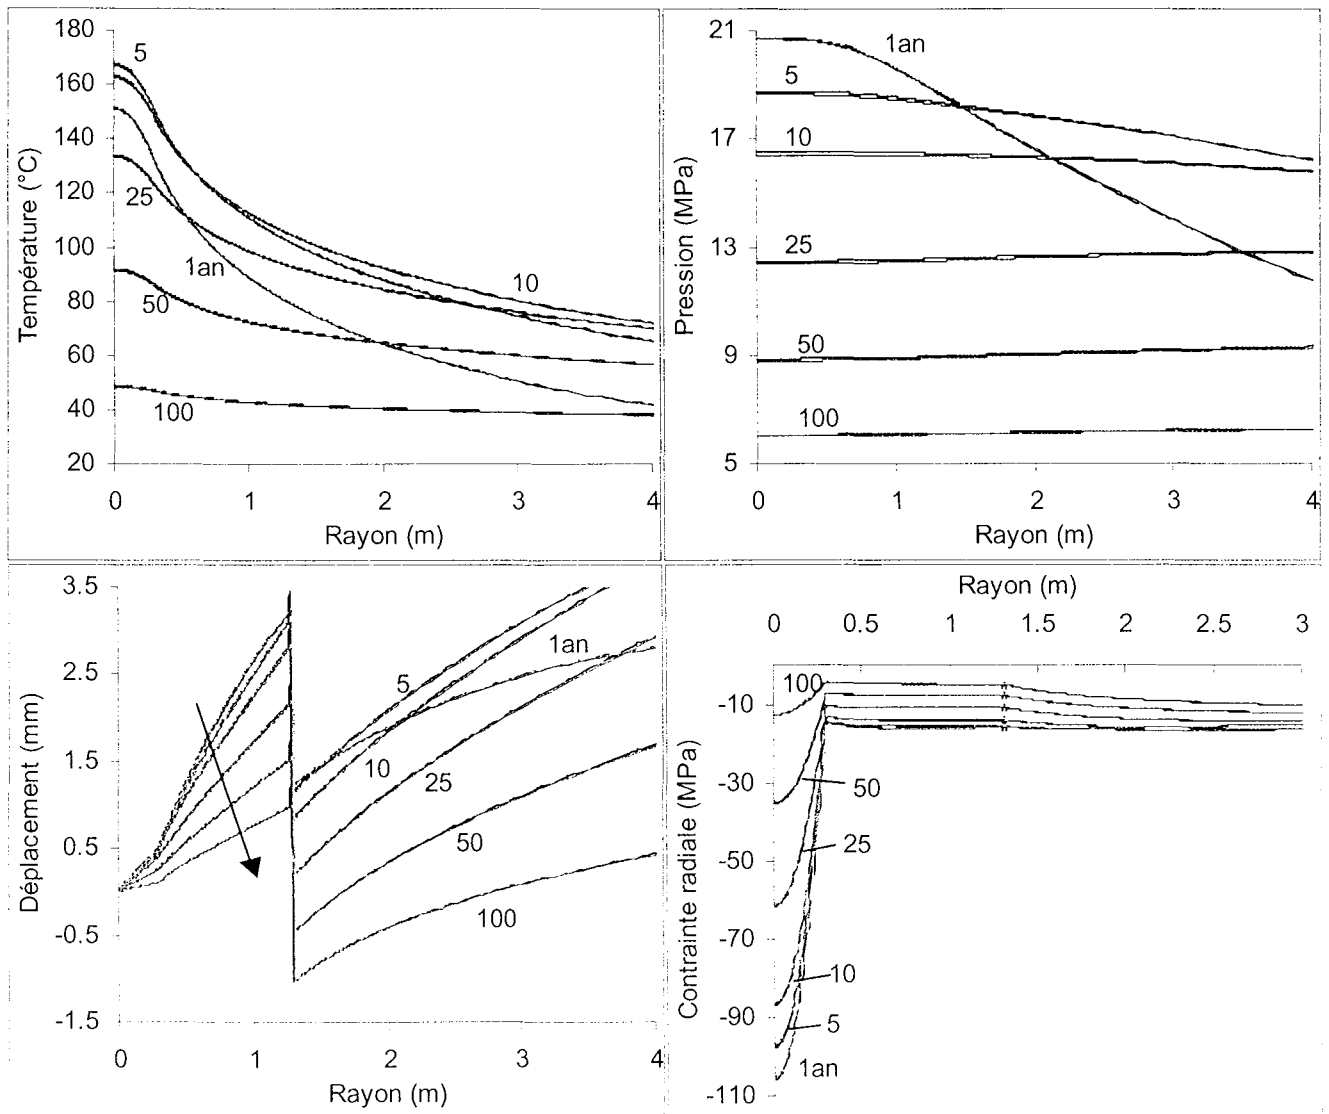 180
160
140
120
100
80
60
40
20
Température (°C)
5
25
1an
50
10
100
0 1 2 3 4
Rayon (m)
21
17
13
9
5
Pression (MPa)
1an
5
10
25
50
100
0 1 2 3 4
Rayon (m)
3.5
2.5
1.5
0.5
-0.5
-1.5
Déplacement (mm)
1an
5
10
25
50
100
0 1 2 3 4
Rayon (m)
Rayon (m)
0 0.5 1 1.5 2 2.5 3
-10
-30
-50
-70
-90
-110
Contrainte radiale (MPa)
100
50
25
10
5
1an